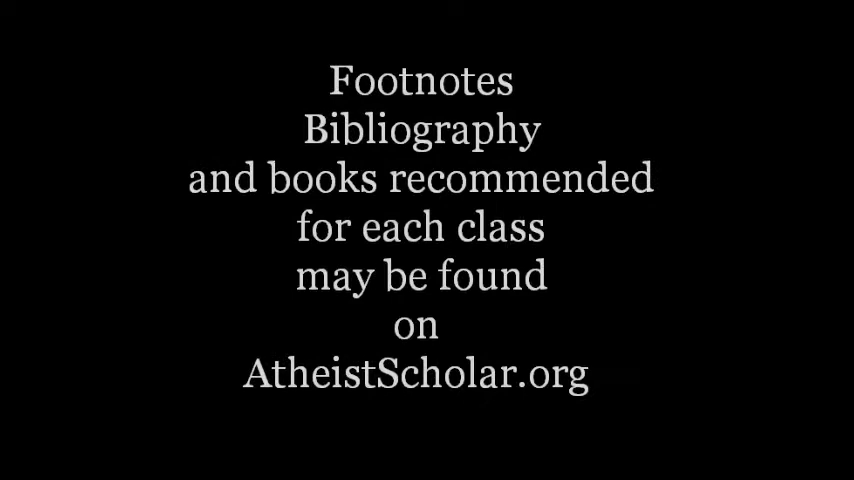 Footnotes
Bibliography
and books recommended
for each class
may be found
on
AtheistScholar.org